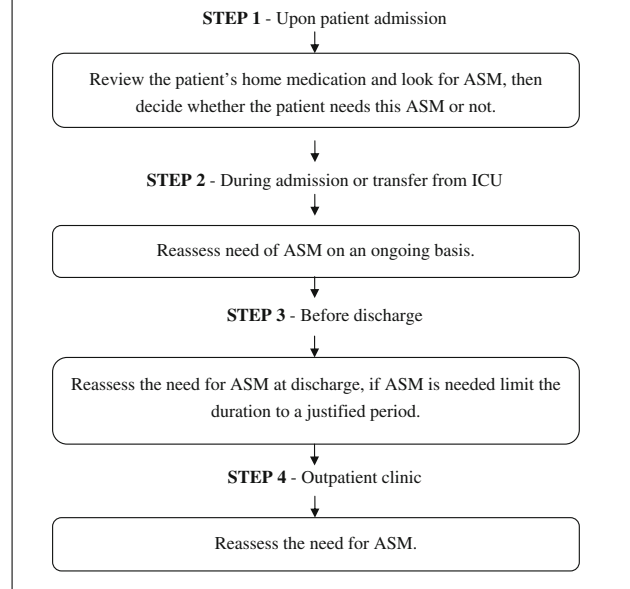 STEP 1 - Upon patient admission
Review the patient's home medication and look for ASM, then
decide whether the patient needs this ASM or not.
STEP 2 - During admission or transfer from ICU
Reassess need of ASM on an ongoing basis.
STEP 3 - Before discharge
Reassess the need for ASM at discharge, if ASM is needed limit the
duration to a justified period.
STEP 4 - Outpatient clinic
Reassess the need for ASM.